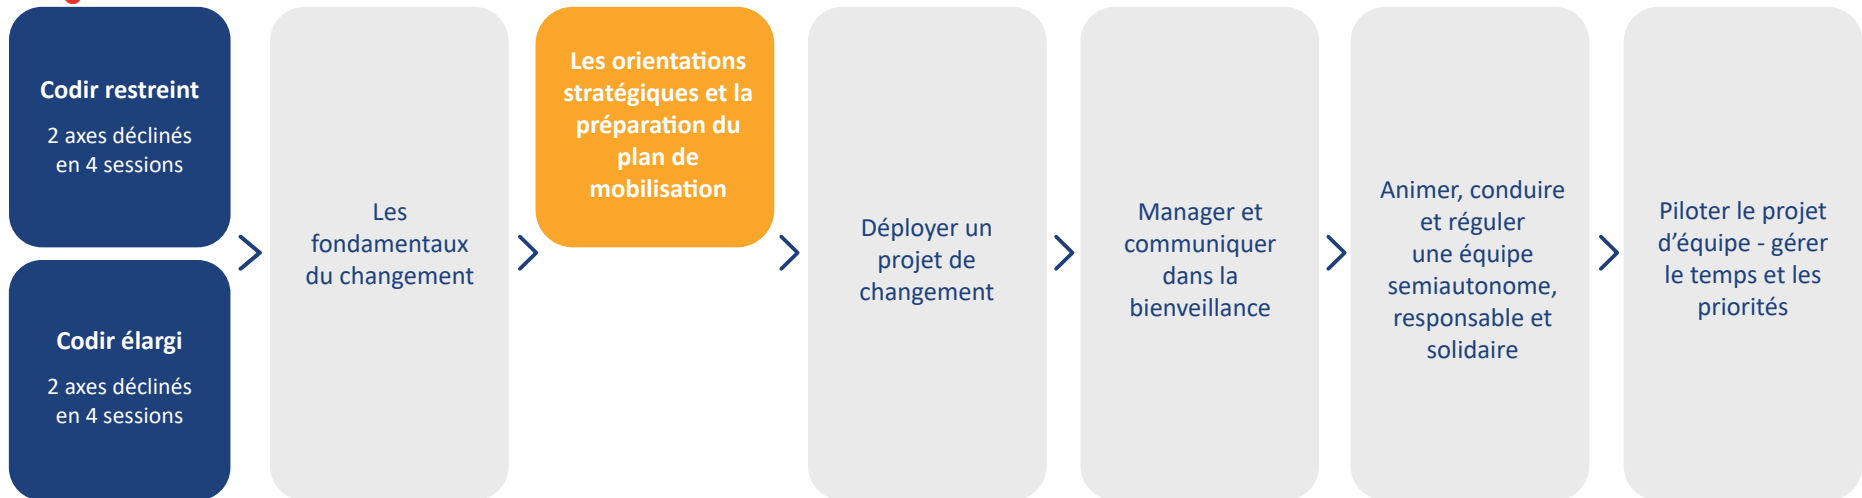 Codir restreint
2 axes déclinés
en 4 sessions
Codir élargi
2 axes déclinés
en 4 sessions
Les
fondamentaux
du changement
Les orientations
stratégiques et la
préparation du
plan de
mobilisation
Déployer un
projet de
changement
Manager et
communiquer
dans la
bienveillance
Animer, conduire
et réguler
une équipe
semiautonome,
responsable et
solidaire
Piloter le projet
d’équipe - gérer
le temps et les
priorités